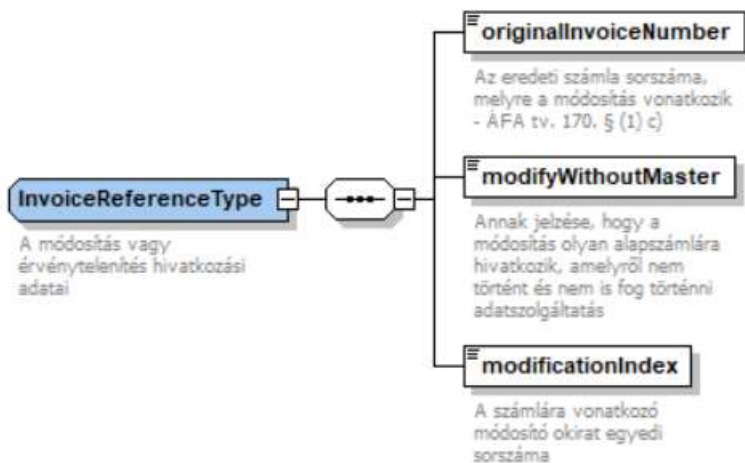 originalInvoiceNumber
Az eredeti számla sorszáma,
melyre a módosítás vonatkozik
- ÁFA tv. 170. § (1) c)
InvoiceReferenceType
A módosítás vagy
érvénytelenítés hivatkozási
adatai
modifyWithoutMaster
Annak jelzése, hogy a
módosítás olyan alapszámlára
hivatkozik, amelyről nem
történt és nem is fog történni
adatszolgáltatás
modificationIndex
A számlára vonatkozó
módosító okirat egyedi
sorszáma